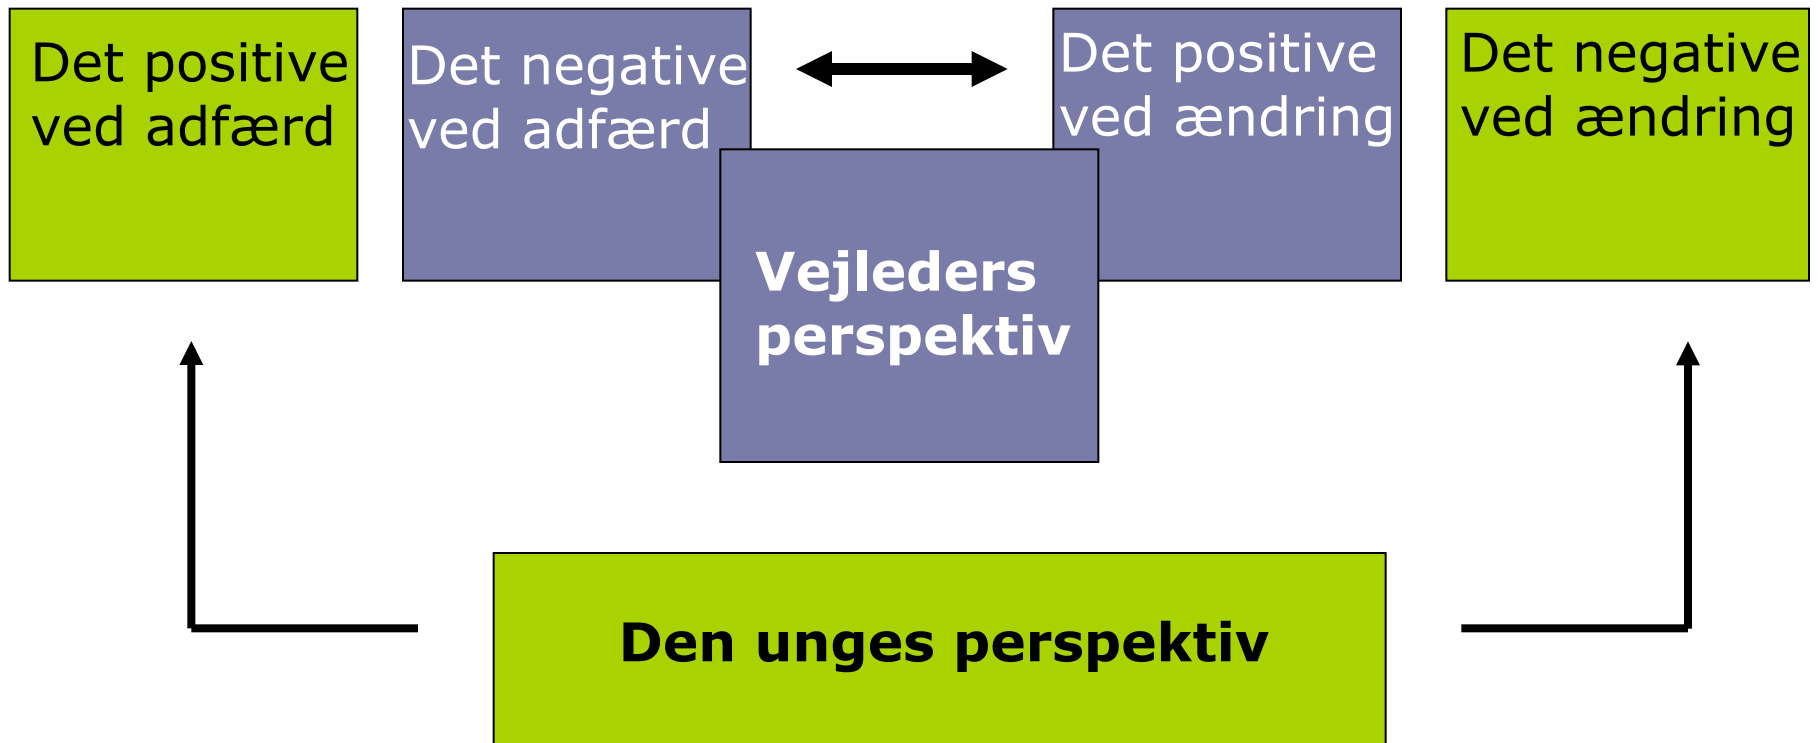 Det positive
ved adfærd
Det negative
ved adfærd
Det positive
ved ændring
Det negative
ved ændring
Vejleders
perspektiv
Den unges perspektiv